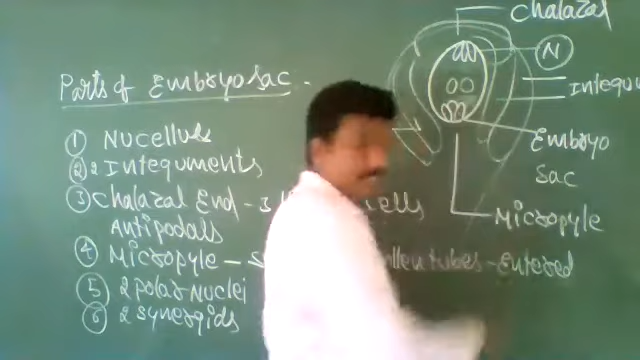 Parts of Embryo Sac -
① Nucellus
② 2 Integuments
③ Chalazal End - 3 cells
Antipodals
④ Micropyle - tubes - Entered
⑤ 2 polar Nuclei
⑥ 2 Synergids
Chalazal
N
Integu
Embryo
Sac
Micropyle